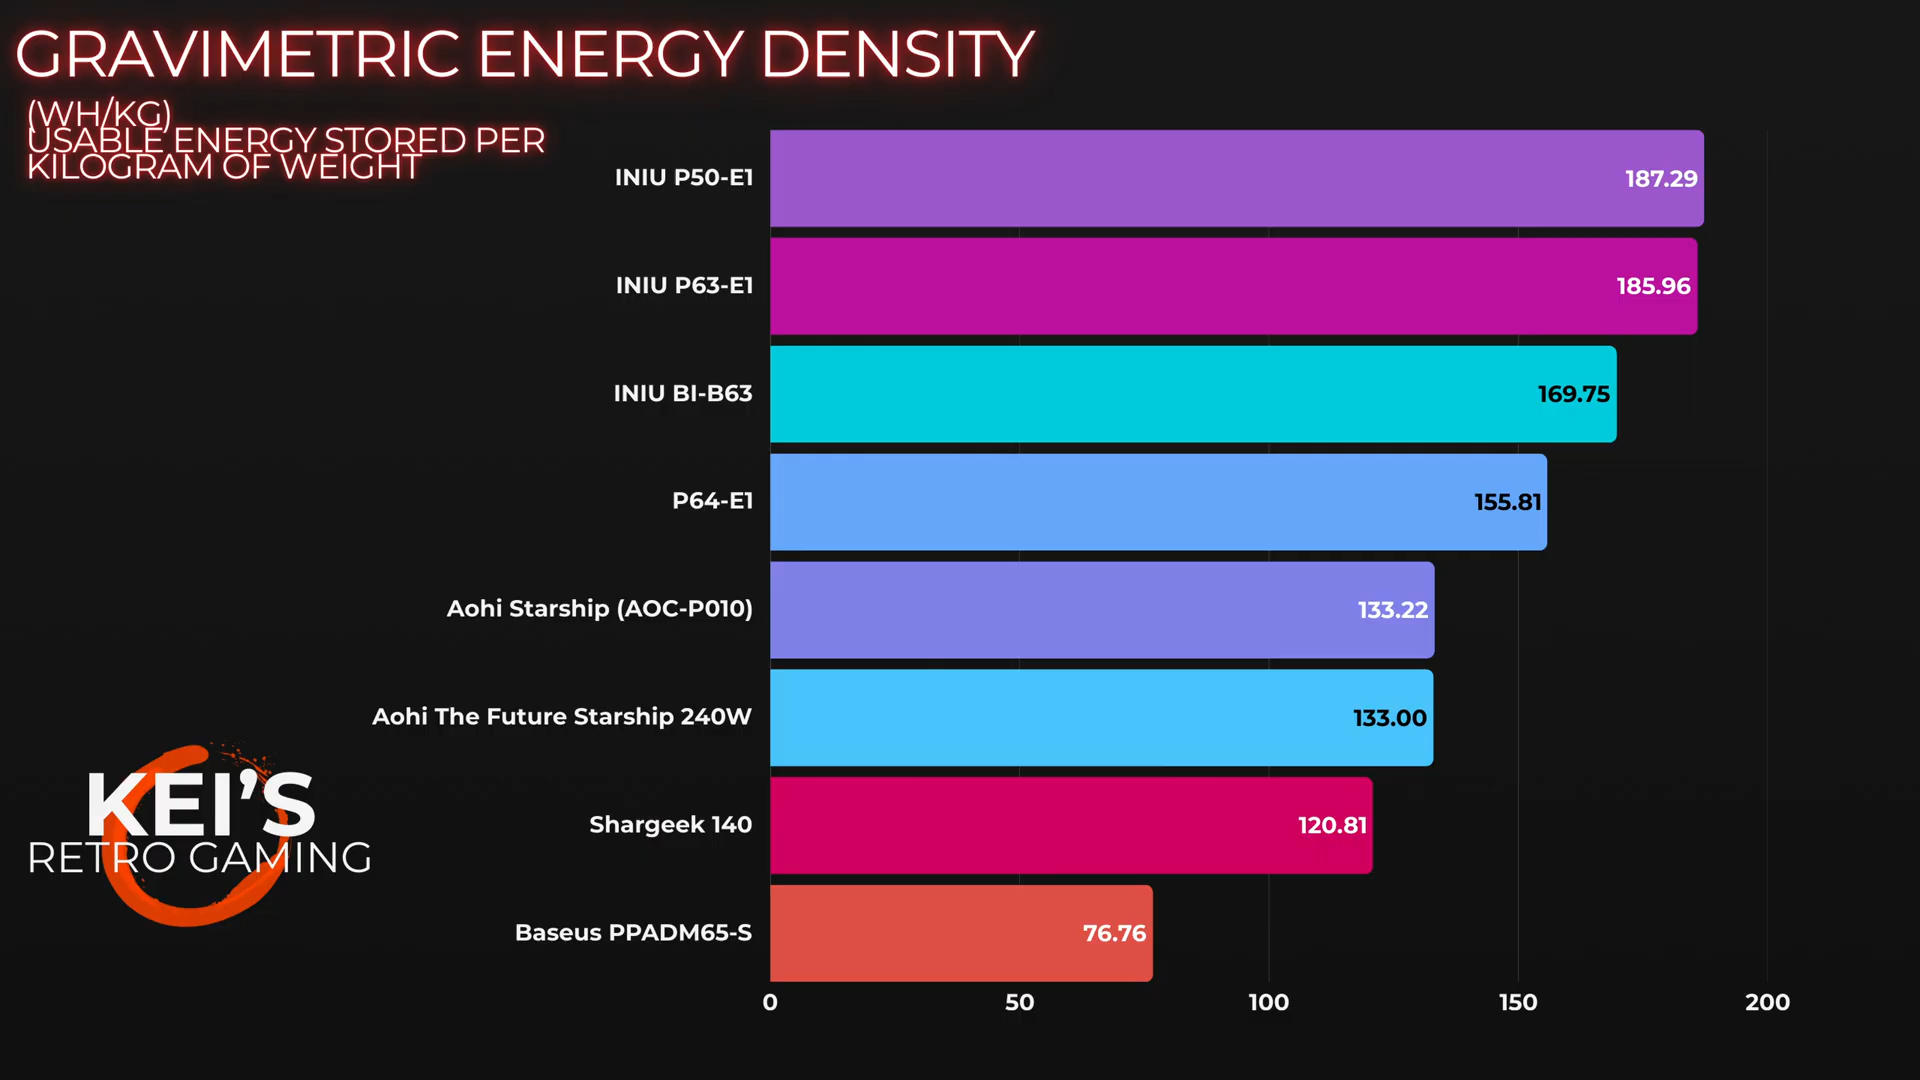 GRAVIMETRIC ENERGY DENSITY
(WH/KG)
USABLE ENERGY STORED PER
KILOGRAM OF WEIGHT
INIU P50-E1 187.29
INIU P63-E1 185.96
INIU BI-B63 169.75
P64-E1 155.81
Aohi Starship (AOC-P010) 133.22
Aohi The Future Starship 240W 133.00
Shargeek 140 120.81
Baseus PPADM65-S 76.76
0 50 100 150 200
KEI'S
RETRO GAMING